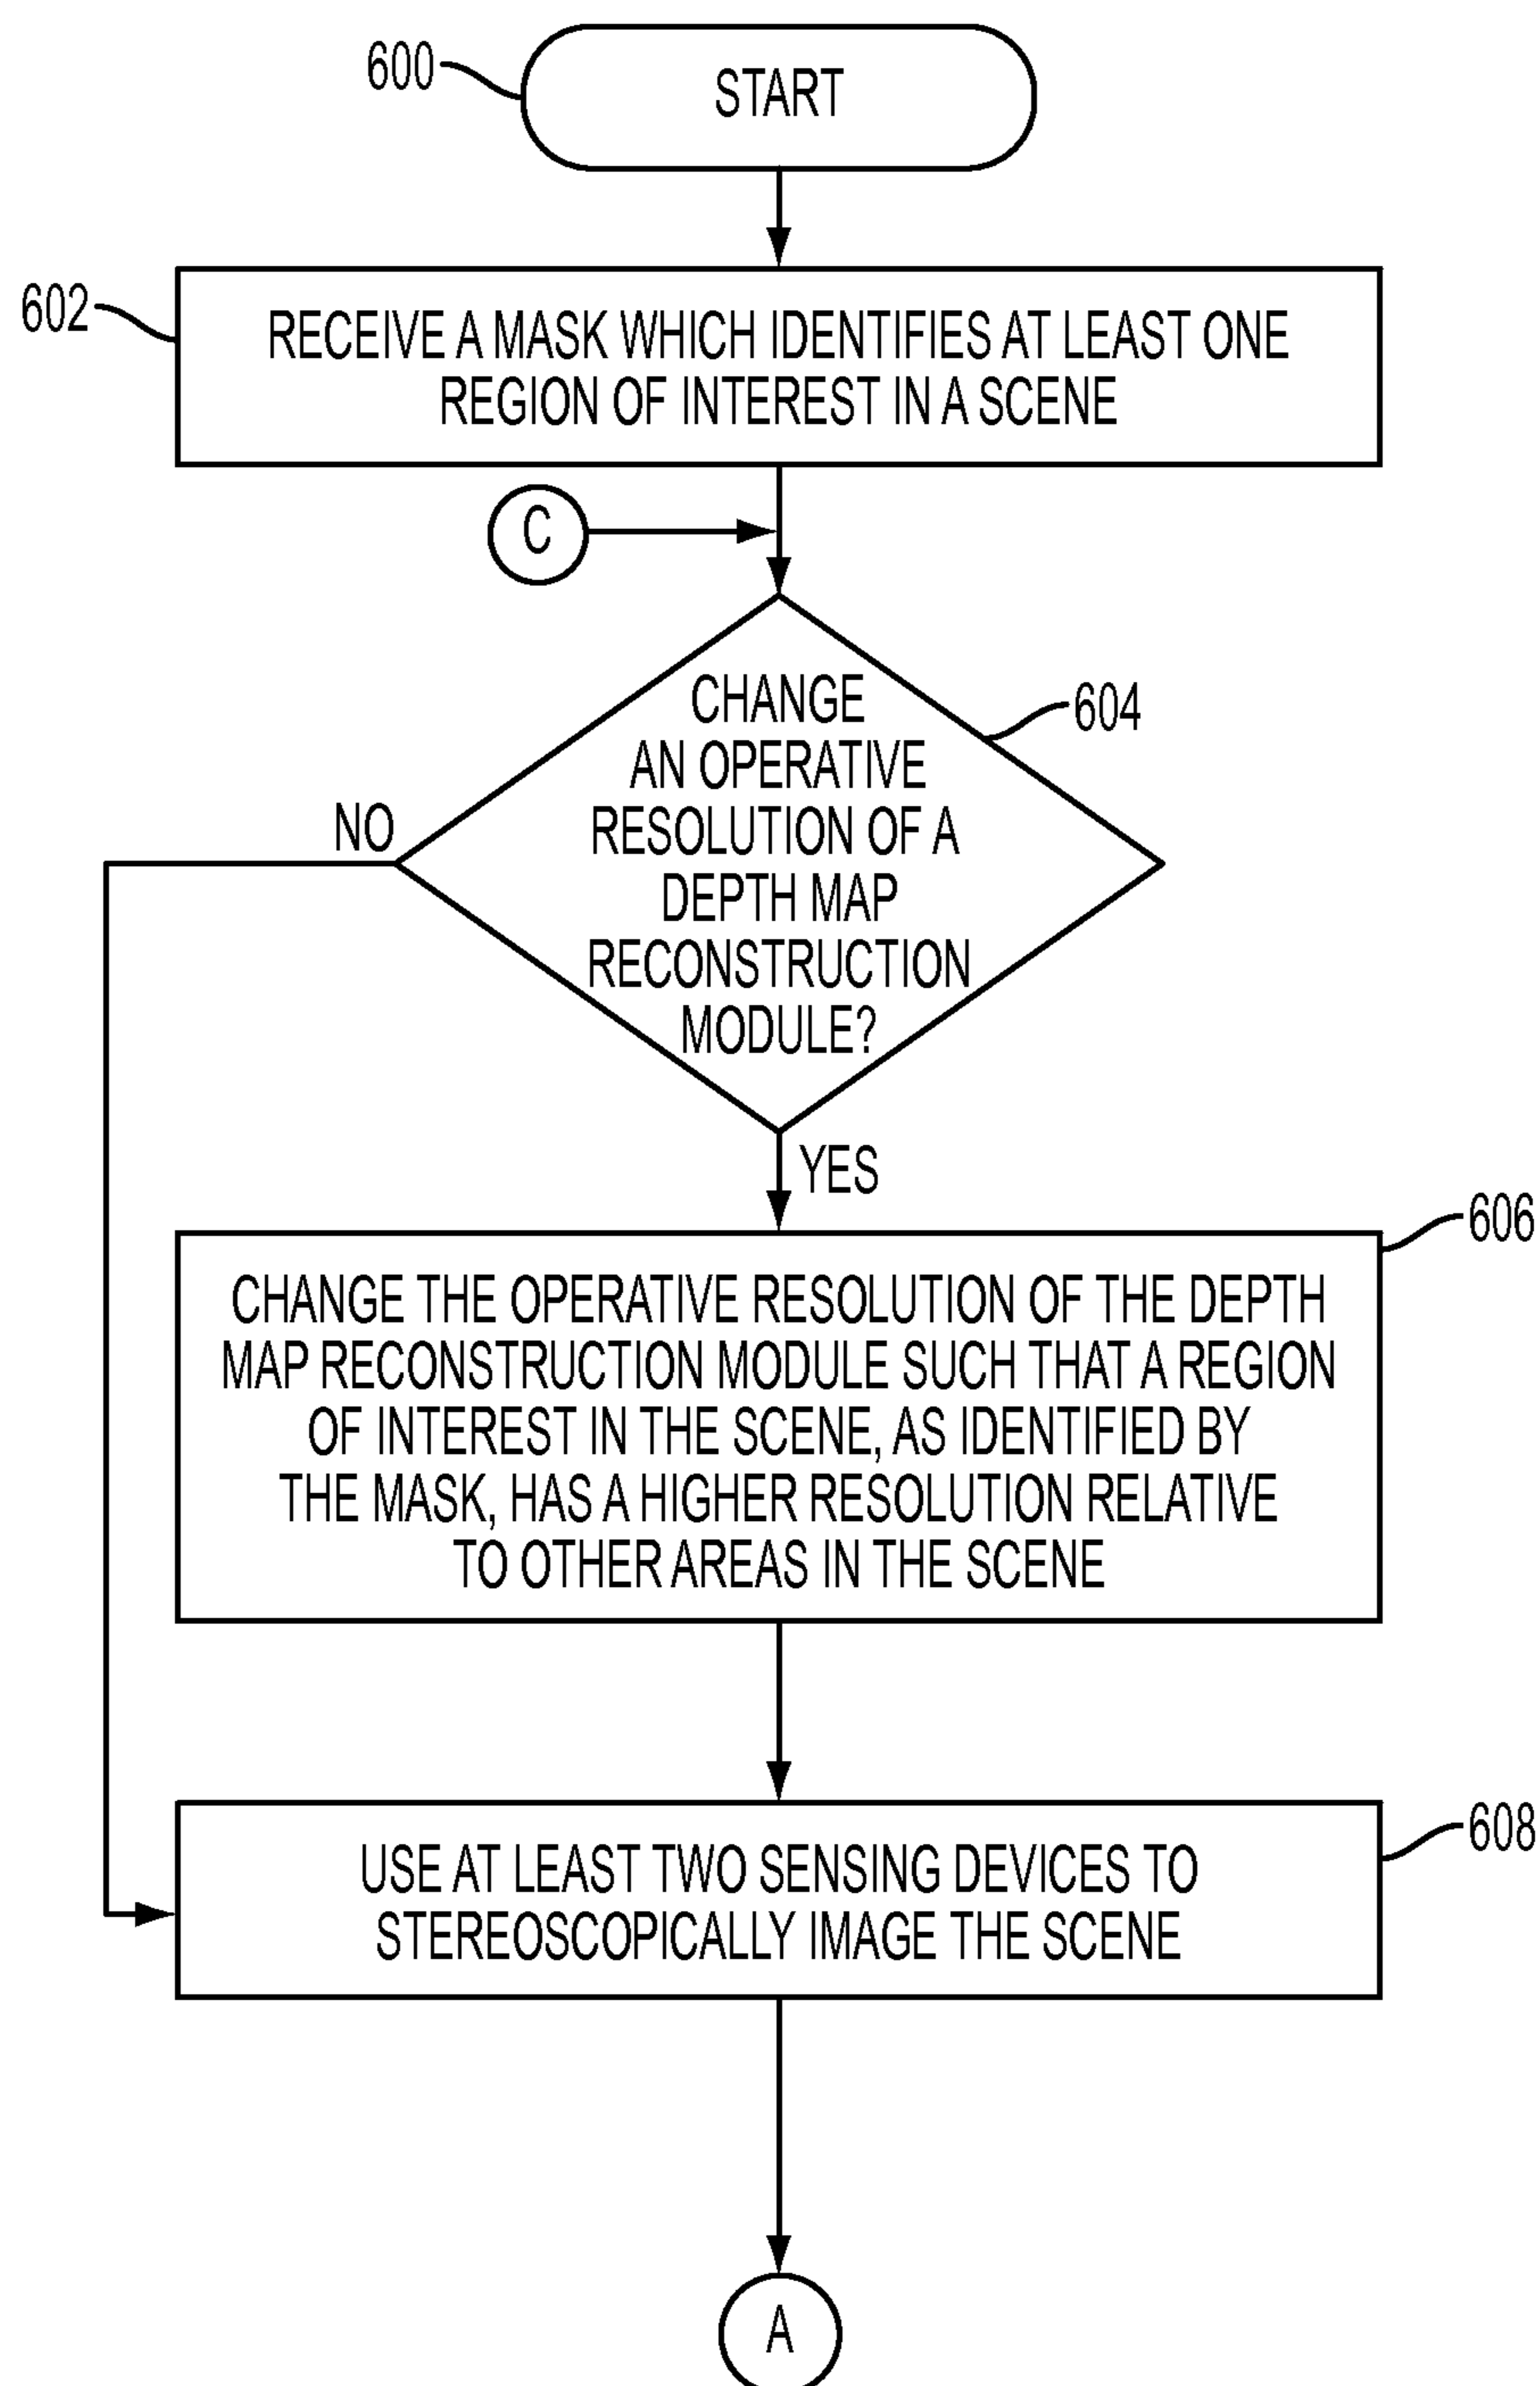 600
START
602
RECEIVE A MASK WHICH IDENTIFIES AT LEAST ONE
REGION OF INTEREST IN A SCENE
C
CHANGE
AN OPERATIVE
RESOLUTION OF A
DEPTH MAP
RECONSTRUCTION
MODULE?
604
NO
YES
606
CHANGE THE OPERATIVE RESOLUTION OF THE DEPTH
MAP RECONSTRUCTION MODULE SUCH THAT A REGION
OF INTEREST IN THE SCENE, AS IDENTIFIED BY
THE MASK, HAS A HIGHER RESOLUTION RELATIVE
TO OTHER AREAS IN THE SCENE
608
USE AT LEAST TWO SENSING DEVICES TO
STEREOSCOPICALLY IMAGE THE SCENE
A